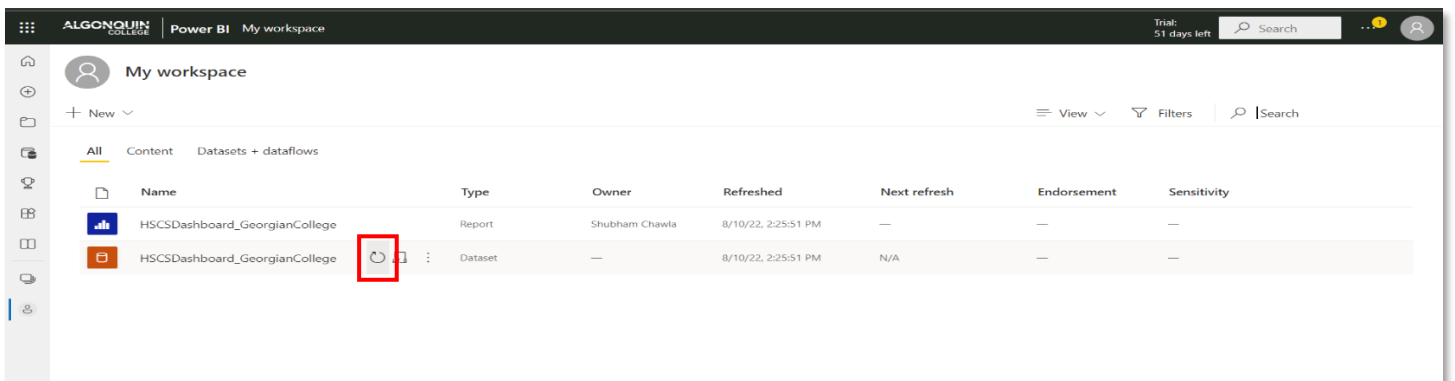 ALGONQUIN COLLEGE Power BI My workspace Trial: 51 days left Search ... 1
My workspace
New View Filters Search
All Content Datasets + dataflows
Name Type Owner Refreshed Next refresh Endorsement Sensitivity
HSCSDashboard_GeorgianCollege Report Shubham Chawla 8/10/22, 2:25:51 PM — — —
HSCSDashboard_GeorgianCollege Dataset — 8/10/22, 2:25:51 PM N/A — —